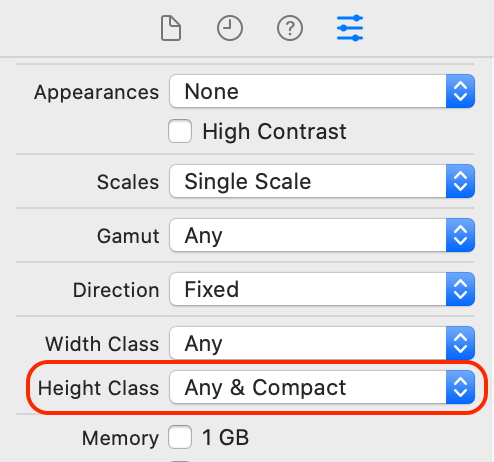 Appearances None
High Contrast
Scales Single Scale
Gamut Any
Direction Fixed
Width Class Any
Height Class Any & Compact
Memory 1 GB